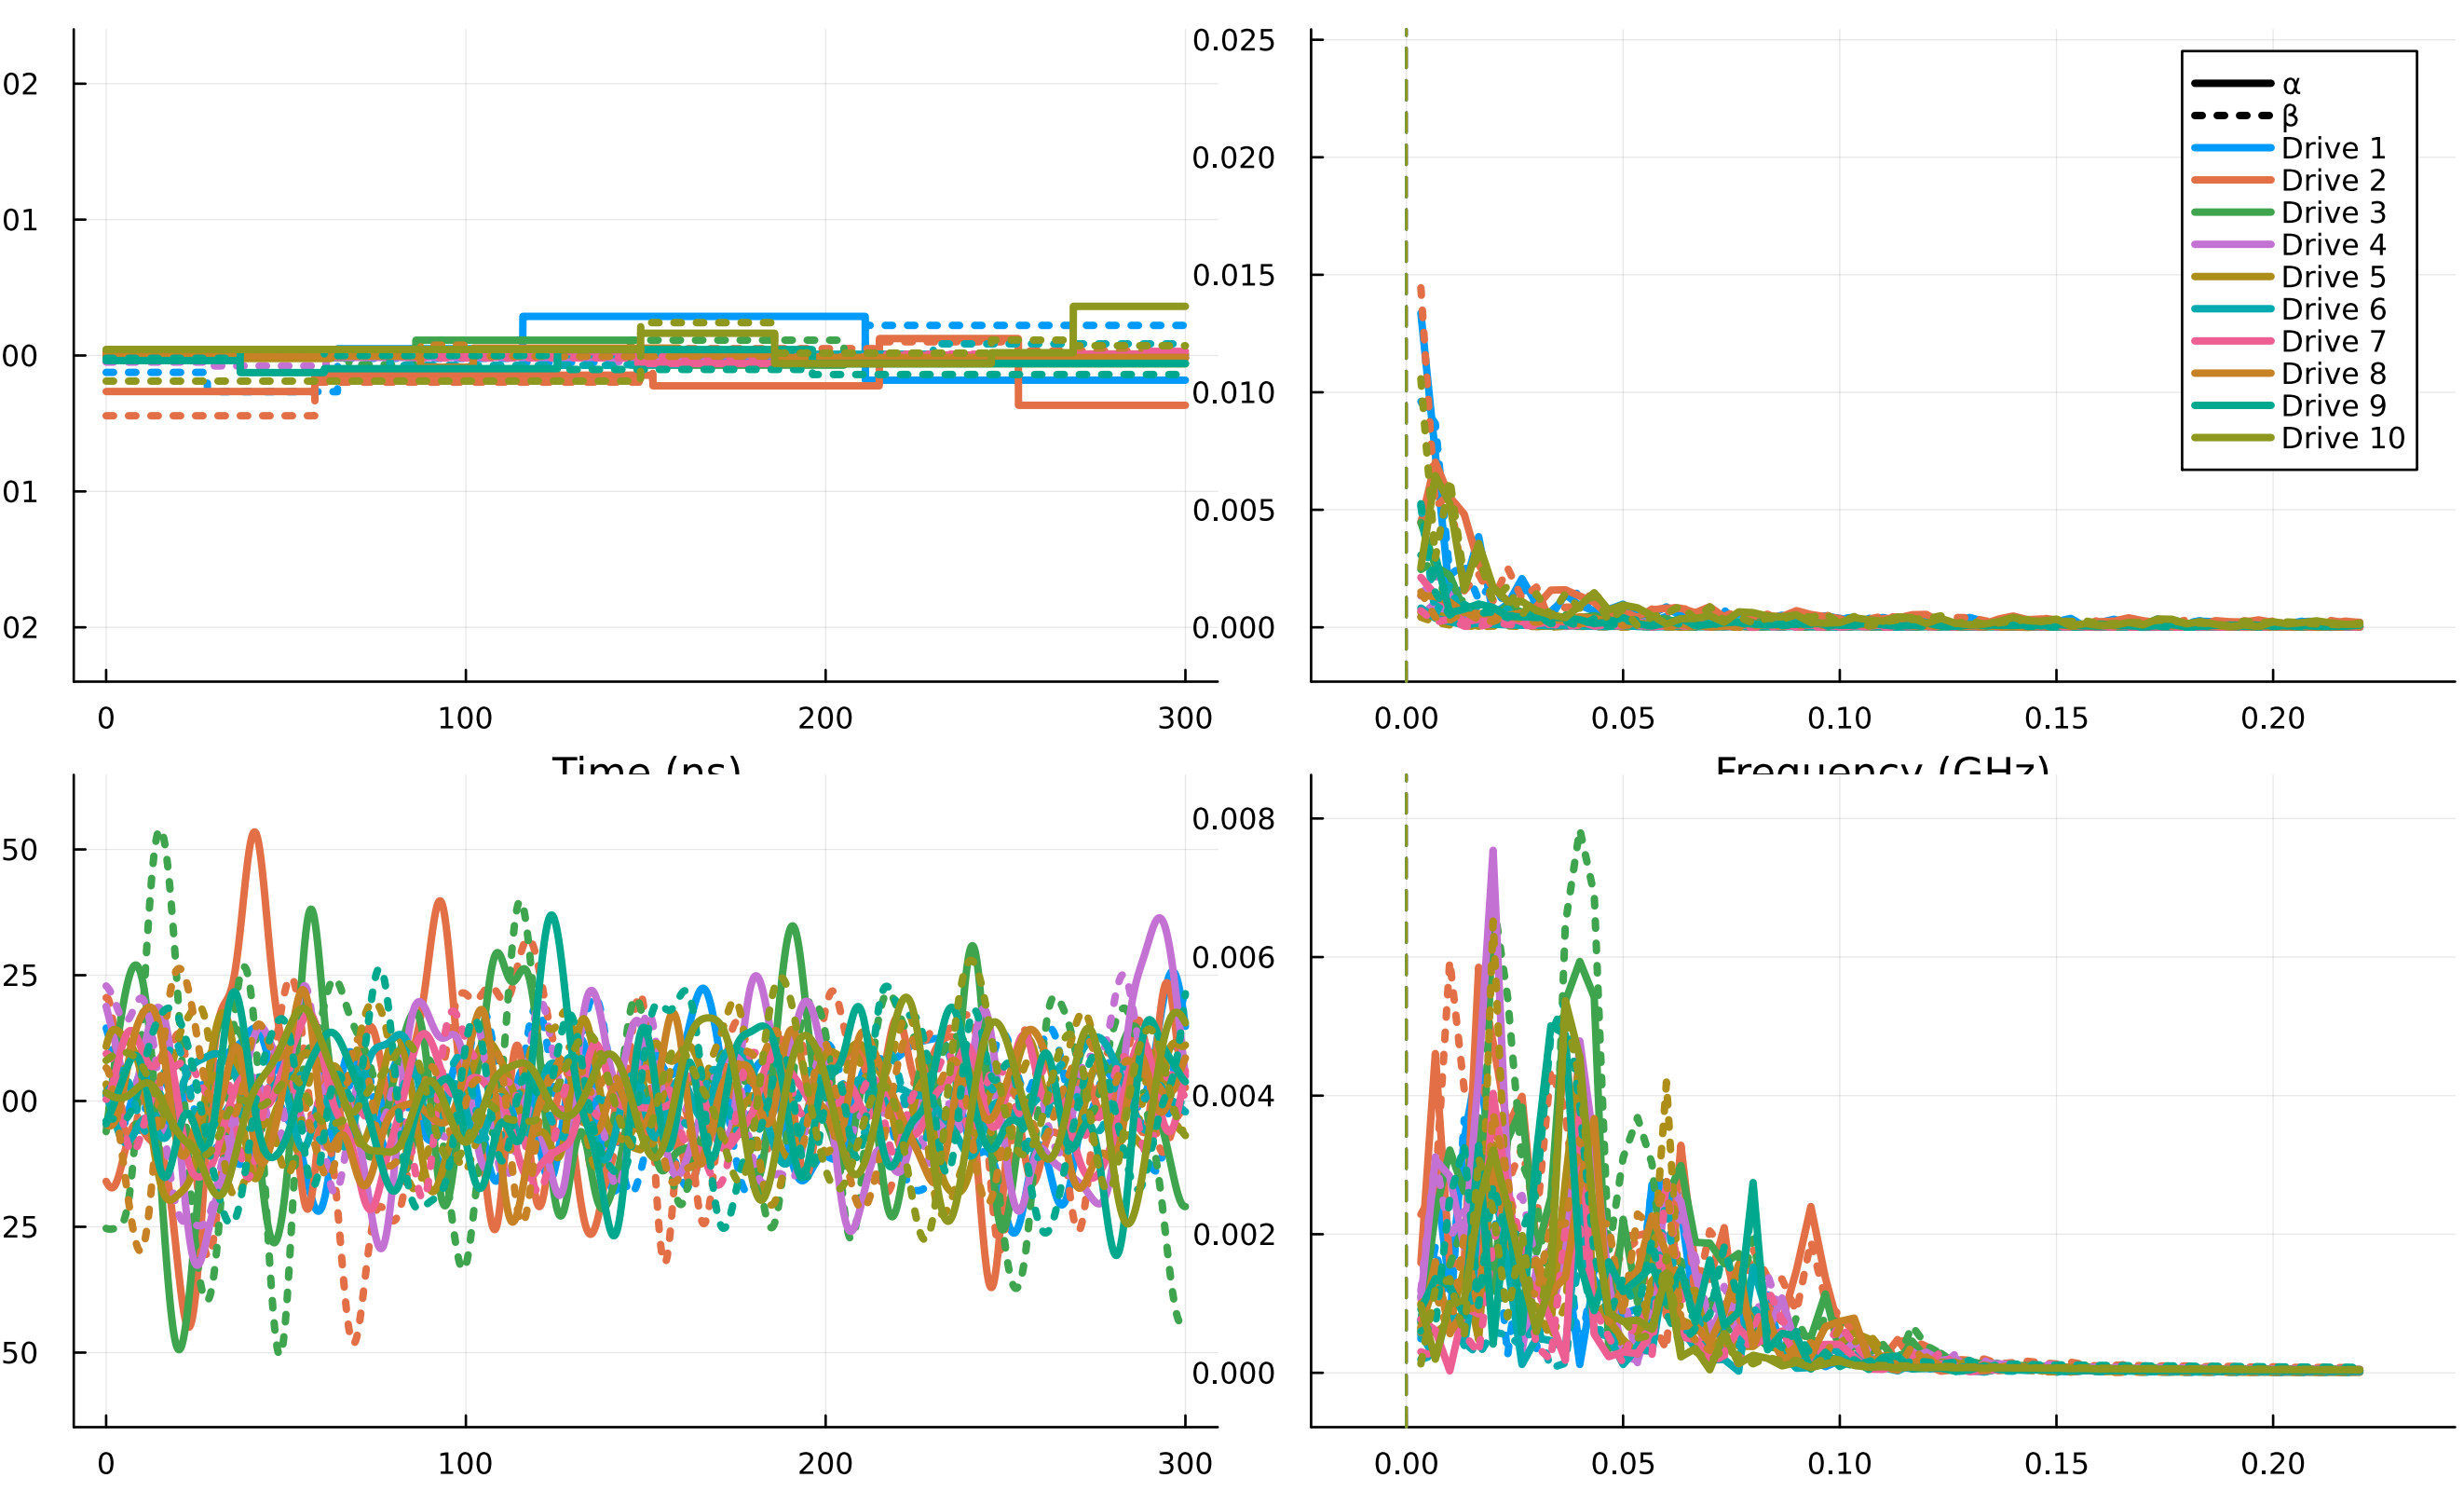 02
01
00
01
02
0 100 200 300
Time (ns)
0.025
0.020
0.015
0.010
0.005
0.000
0.00 0.05 0.10 0.15 0.20
Frequency (GHz)
α
β
Drive 1
Drive 2
Drive 3
Drive 4
Drive 5
Drive 6
Drive 7
Drive 8
Drive 9
Drive 10
50
25
00
25
50
0 100 200 300
0.008
0.006
0.004
0.002
0.000
0.00 0.05 0.10 0.15 0.20